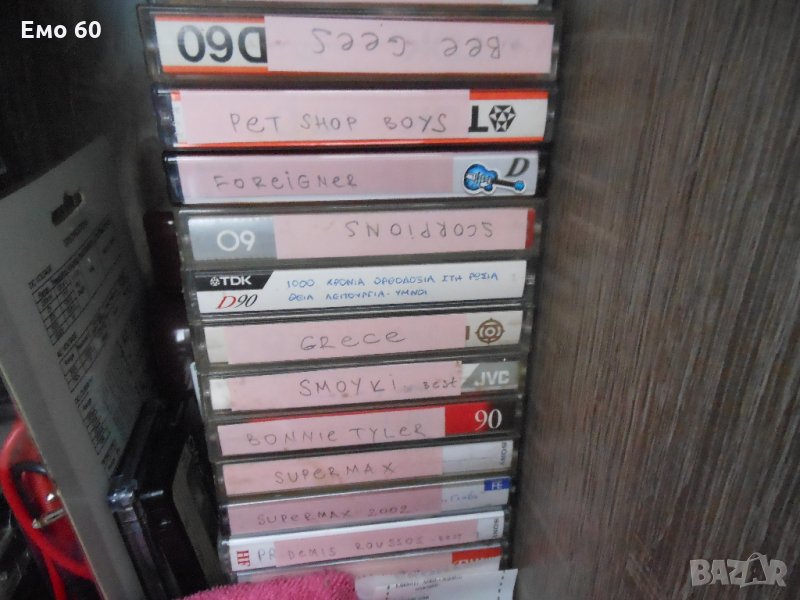 Емо 60
D60 BEE GEES
PET SHOP BOYS
FOREIGNER D
60 SCORPIONS
TDK 1000 ΧΡΟΝΙΑ ΟΡΘΟΔΟΞΙΑ ΣΤΗ ΡΩΣΙΑ
D90 ΘΕΙΑ ΛΕΙΤΟΥΡΓΙΑ - ΥΜΝΟΙ
GRECE I
SMOYKI - BEST JVC
BONNIE TYLER 90
SUPERMAX
SUPERMAX 2002 FE
HF DEMIS ROUSSOS - BEST
BAZAR